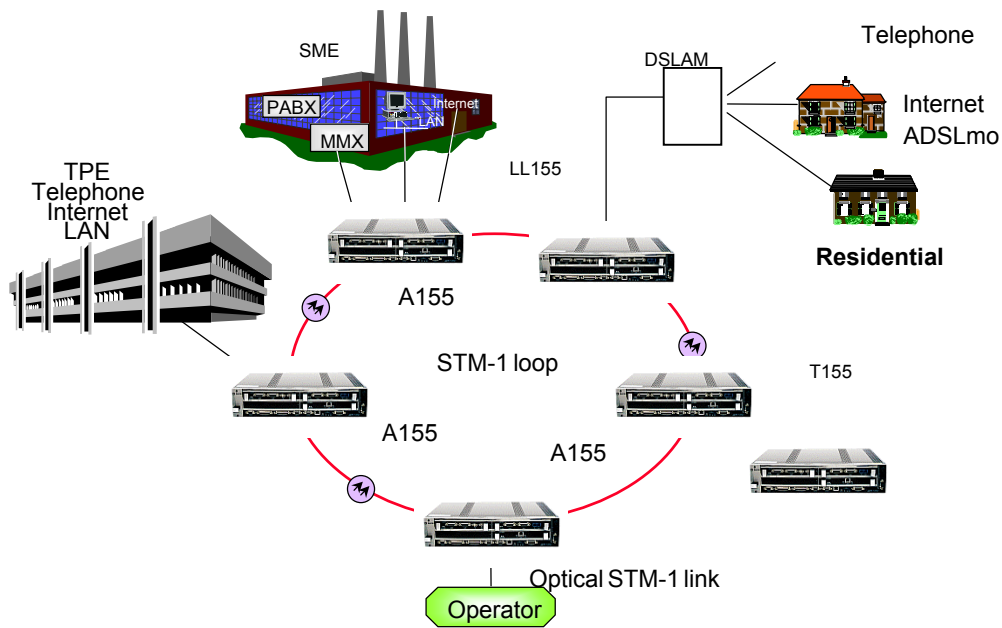 SME
PABX
MMX
Internet
LAN
DSLAM
Telephone
Internet
ADSLmo
Residential
LL155
TPE
Telephone
Internet
LAN
A155
STM-1 loop
T155
A155
A155
Optical STM-1 link
Operator